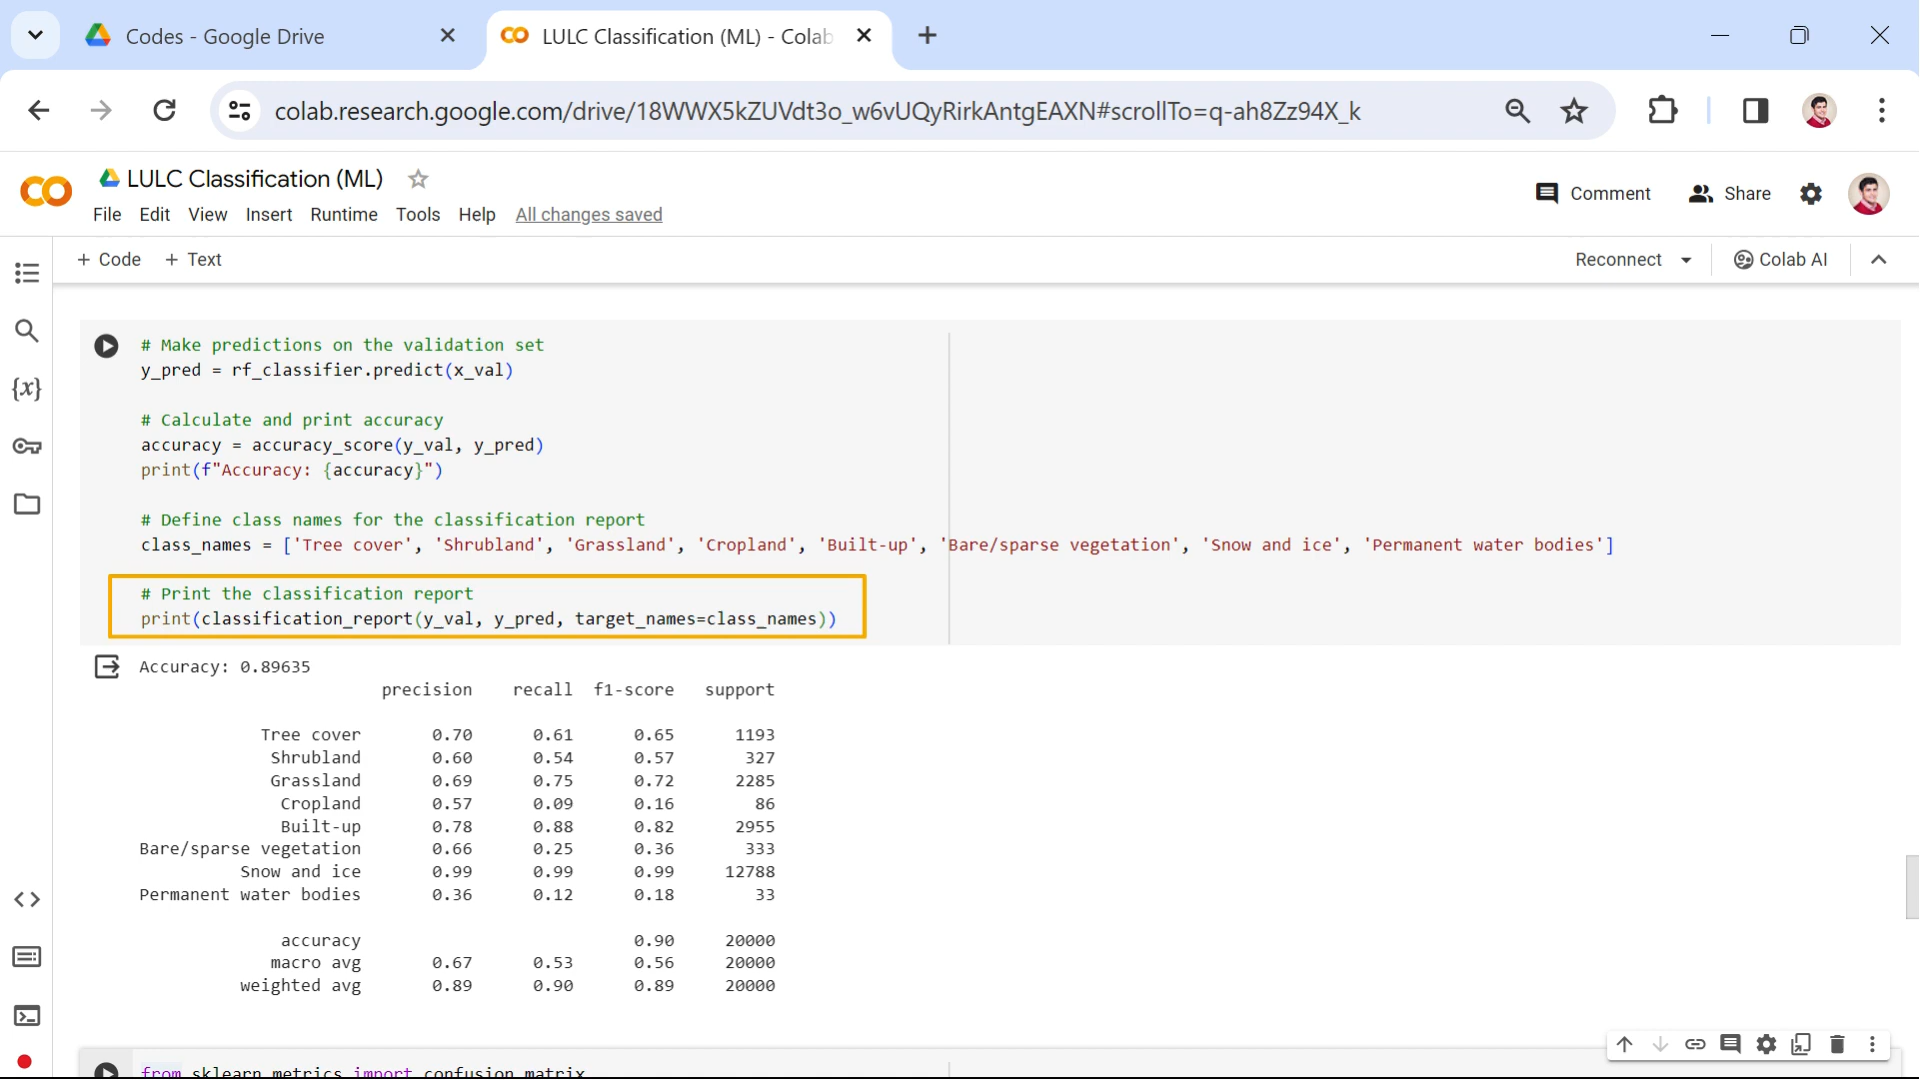 Codes - Google Drive
LULC Classification (ML) - Colab
colab.research.google.com/drive/18WWX5kZUVdt3o_w6vUQyRirkAntgEAXN#scrollTo=q-ah8Zz94X_k
LULC Classification (ML)
File Edit View Insert Runtime Tools Help All changes saved
Comment Share
+ Code + Text
Reconnect Colab AI
# Make predictions on the validation set
y_pred = rf_classifier.predict(x_val)
# Calculate and print accuracy
accuracy = accuracy_score(y_val, y_pred)
print(f"Accuracy: {accuracy}")
# Define class names for the classification report
class_names = ['Tree cover', 'Shrubland', 'Grassland', 'Cropland', 'Built-up', 'Bare/sparse vegetation', 'Snow and ice', 'Permanent water bodies']
# Print the classification report
print(classification_report(y_val, y_pred, target_names=class_names))
Accuracy: 0.89635
precision recall f1-score support
Tree cover 0.70 0.61 0.65 1193
Shrubland 0.60 0.54 0.57 327
Grassland 0.69 0.75 0.72 2285
Cropland 0.57 0.09 0.16 86
Built-up 0.78 0.88 0.82 2955
Bare/sparse vegetation 0.66 0.25 0.36 333
Snow and ice 0.99 0.99 0.99 12788
Permanent water bodies 0.36 0.12 0.18 33
accuracy 0.90 20000
macro avg 0.67 0.53 0.56 20000
weighted avg 0.89 0.90 0.89 20000
from sklearn.metrics import confusion_matrix